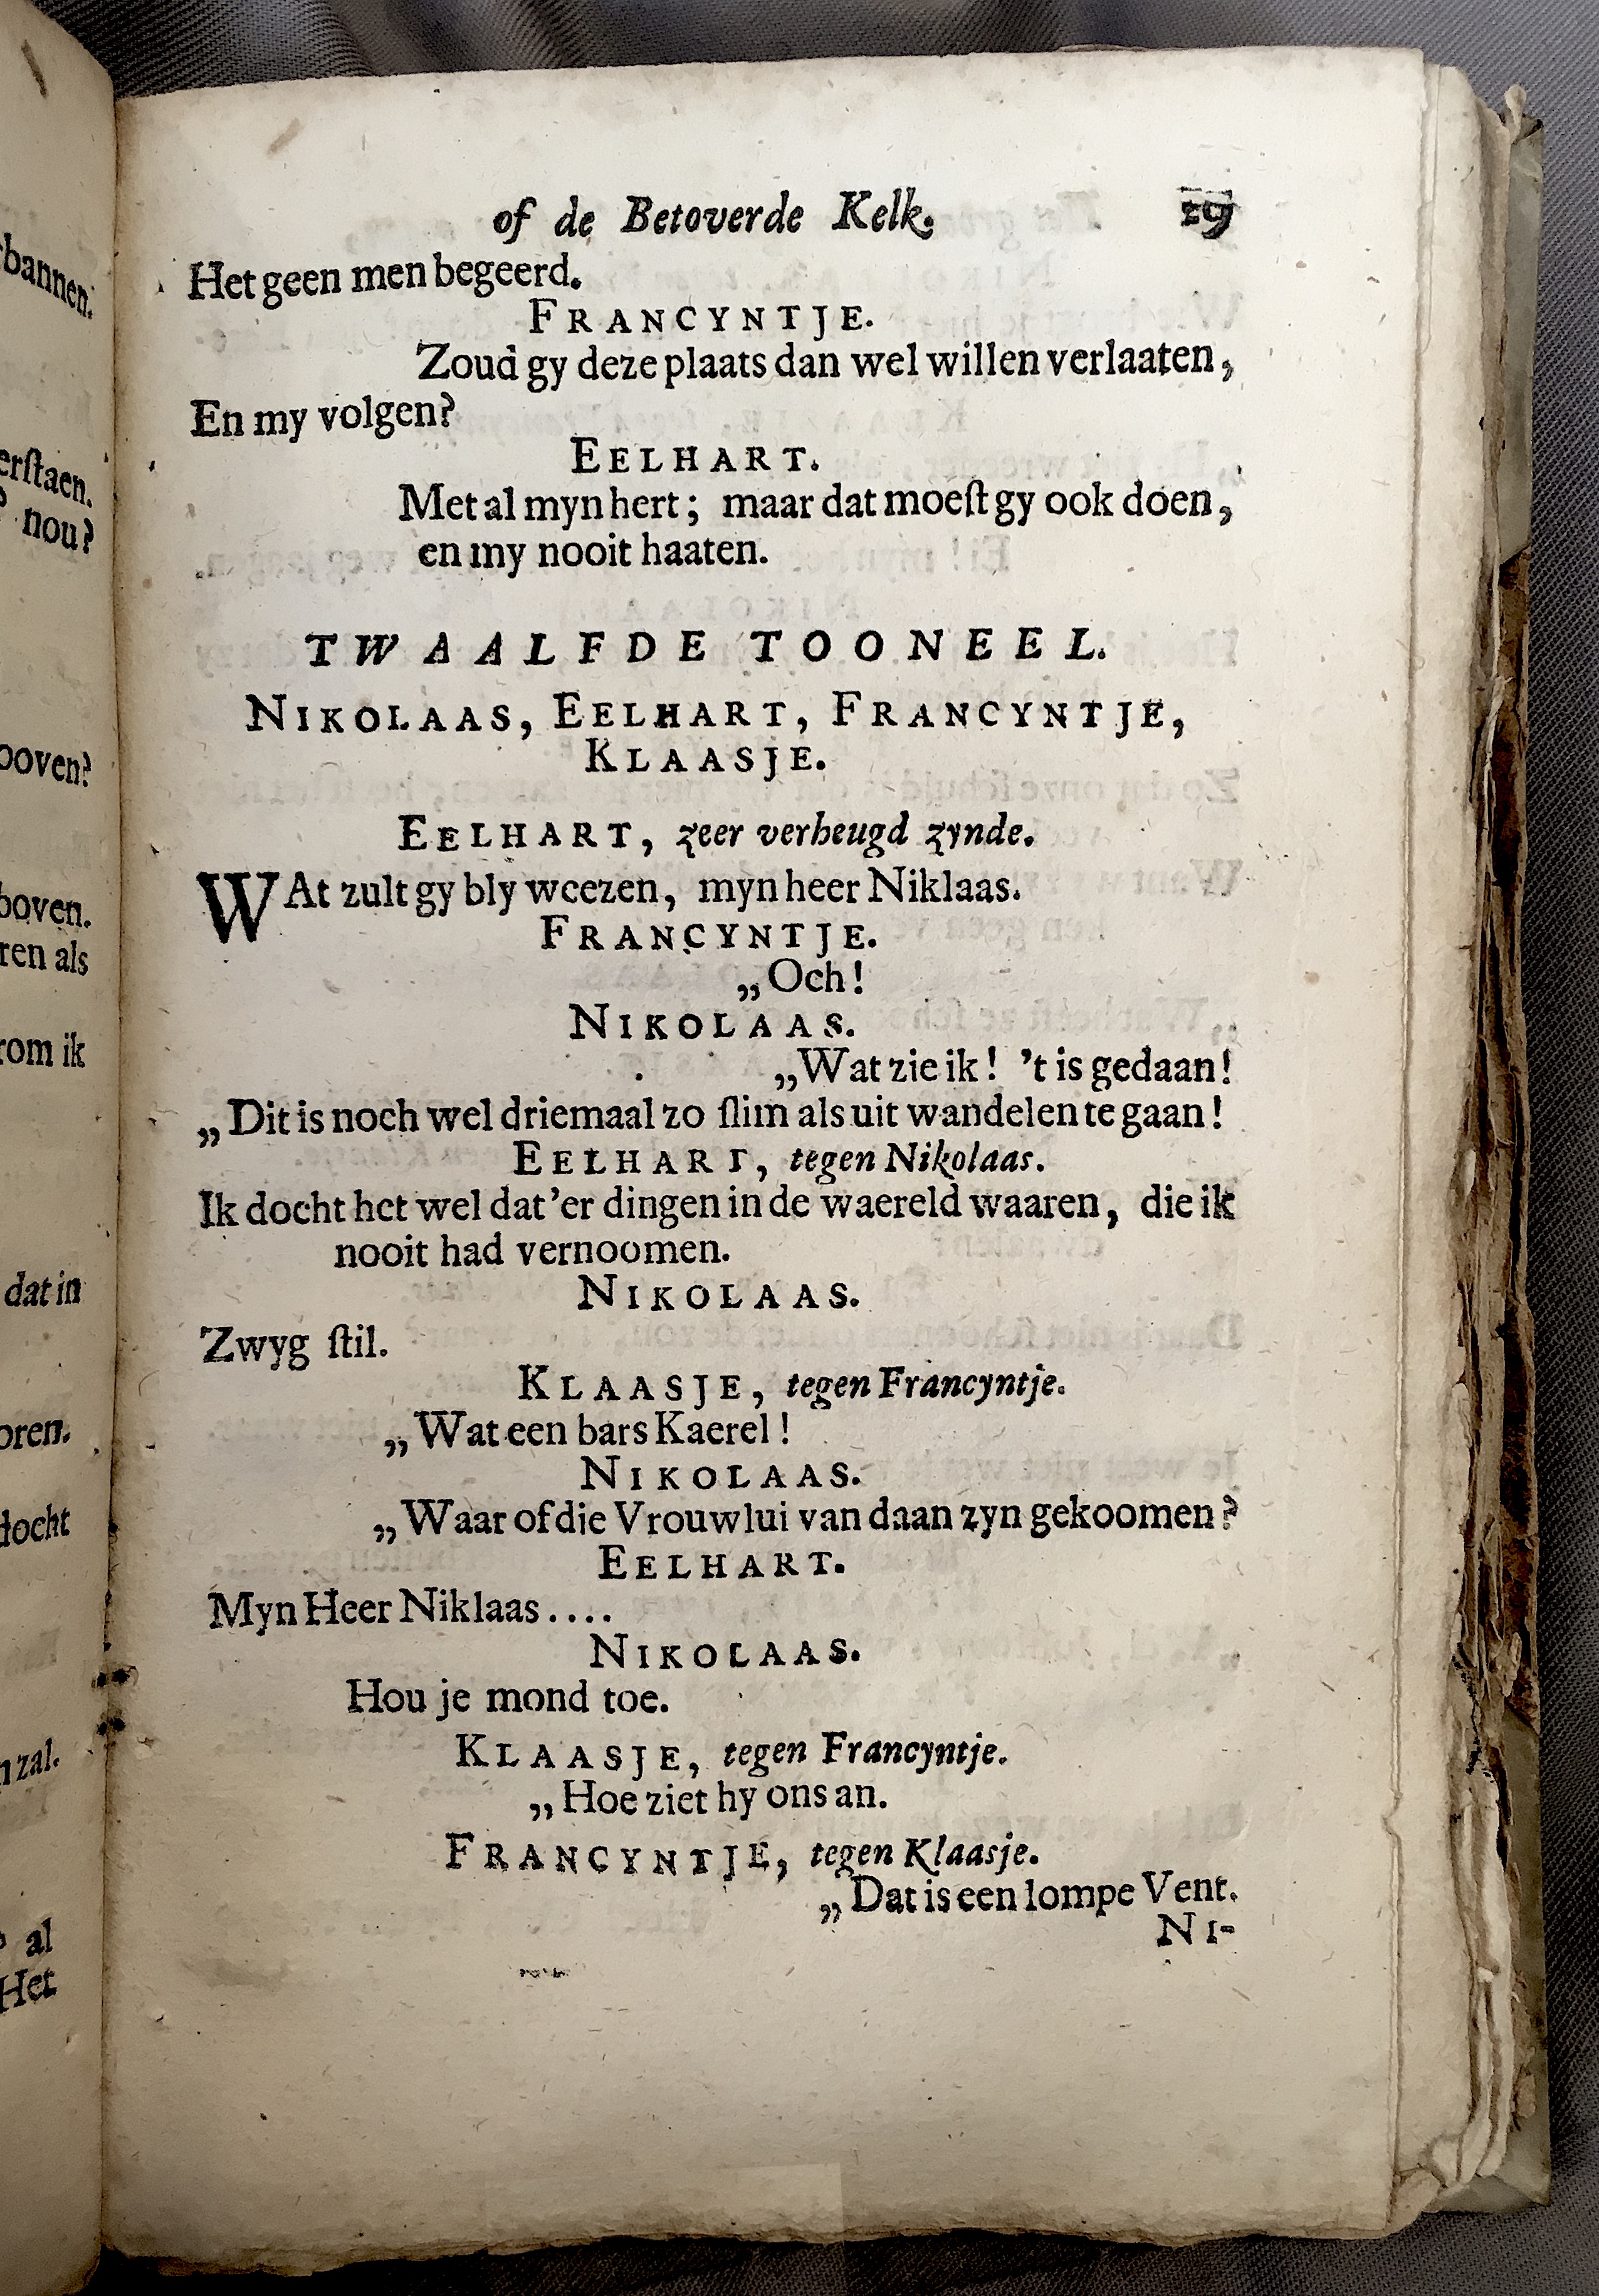 of de Betoverde Kelk. 29
Het geen men begeerd.
FRANCYNTJE.
Zoud gy deze plaats dan wel willen verlaaten,
En my volgen?
EELHART.
Met al myn hert; maar dat moeſt gy ook doen,
en my nooit haaten.
TWAALFDE TOONEEL.
NIKOLAAS, EELHART, FRANCYNTJE,
KLAASJE.
EELHART, zeer verheugd zynde.
WAt zult gy bly weezen, myn heer Niklaas.
FRANCYNTJE.
„Och!
NIKOLAAS.
„Wat zie ik! 't is gedaan!
„Dit is noch wel driemaal zo ſlim als uit wandelen te gaan!
EELHART, tegen Nikolaas.
Ik docht het wel dat 'er dingen in de waereld waaren, die ik
nooit had vernoomen.
NIKOLAAS.
Zwyg ſtil.
KLAASJE, tegen Francyntje.
„Wat een bars Kaerel!
NIKOLAAS.
„Waar of die Vrouwlui van daan zyn gekoomen?
EELHART.
Myn Heer Niklaas....
NIKOLAAS.
Hou je mond toe.
KLAASJE, tegen Francyntje.
„Hoe ziet hy ons an.
FRANCYNTJE, tegen Klaasje.
„Dat is een lompe Vent.
NI-